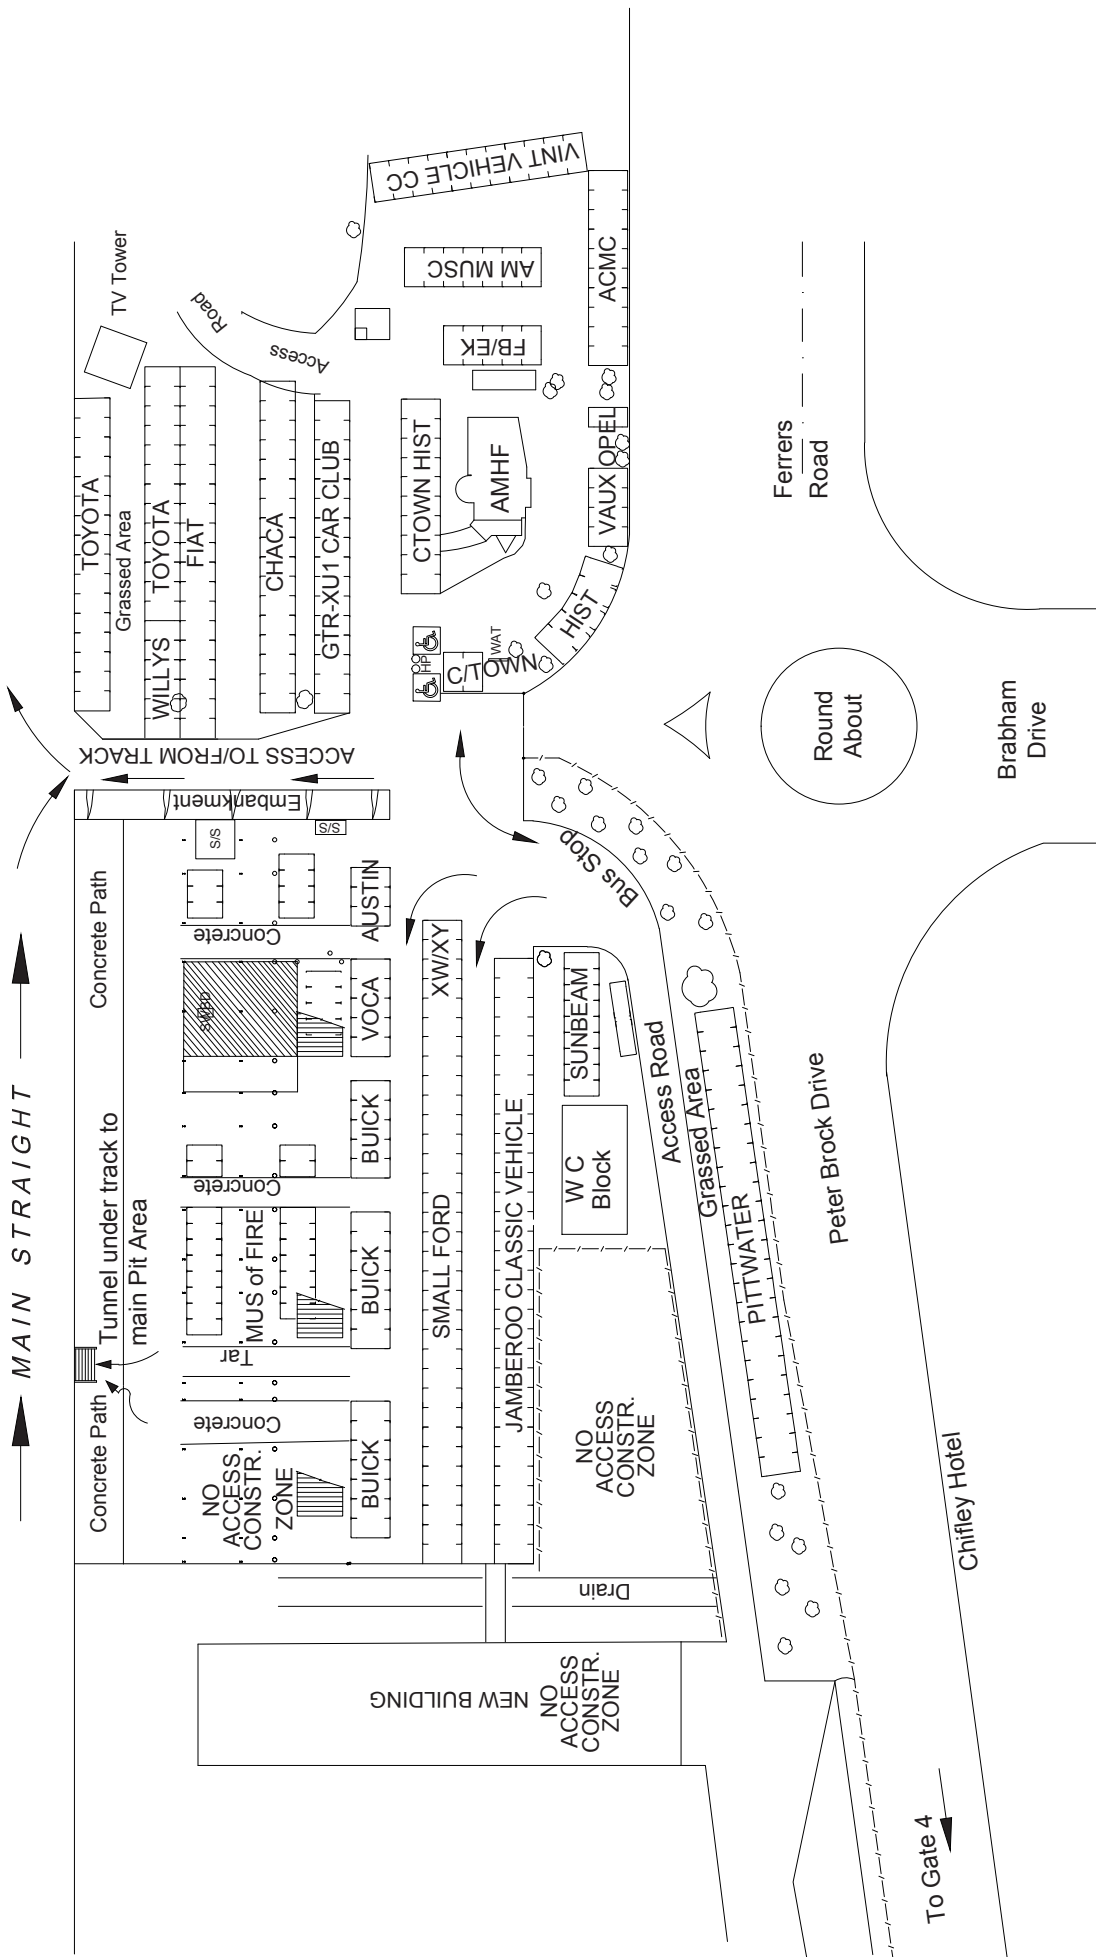 MAIN STRAIGHT
Concrete Path
Tunnel under track to
main Pit Area
Concrete Path
TOYOTA
Grassed Area
WILLYS
TOYOTA
FIAT
TV Tower
CHACA
GTR-XU1 CAR CLUB
Access
Road
ACCESS TO/FROM TRACK
Embankment
S/S
S/S
NO
ACCESS
CONSTR.
ZONE
Concrete
Tar
MUS of FIRE
Concrete
SWBD
Concrete
BUICK
BUICK
BUICK
VOCA
AUSTIN
SMALL FORD
XW/XY
JAMBEROO CLASSIC VEHICLE
CTOWN HIST
AMHF
FB/EK
AM MUSC
VINT VEHICLE CC
ACMC
OPEL
VAUX
HIST
HP
WAT
C/TOWN
SUNBEAM
W C
Block
NO
ACCESS
CONSTR.
ZONE
Drain
NEW BUILDING
NO
ACCESS
CONSTR.
ZONE
Bus Stop
Access Road
Grassed Area
PITTWATER
Peter Brock Drive
Ferrers
Road
Round
About
Brabham
Drive
Chifley Hotel
To Gate 4